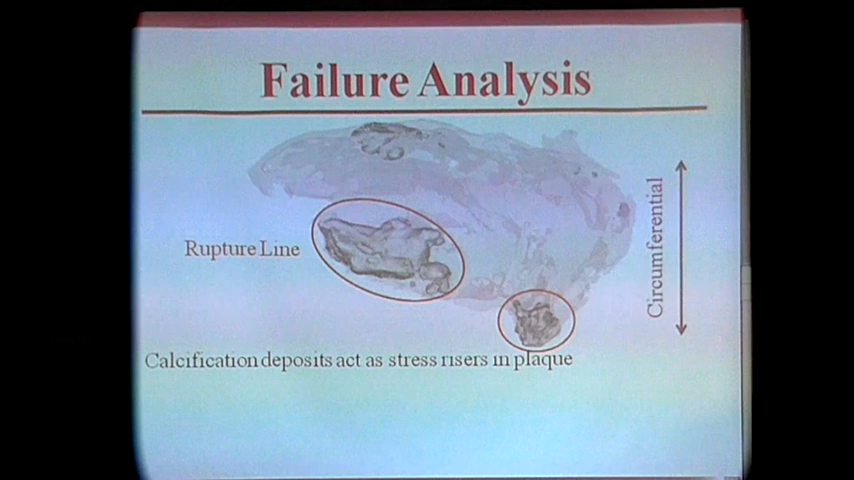 Failure Analysis
Rupture Line
Circumferential
Calcification deposits act as stress risers in plaque